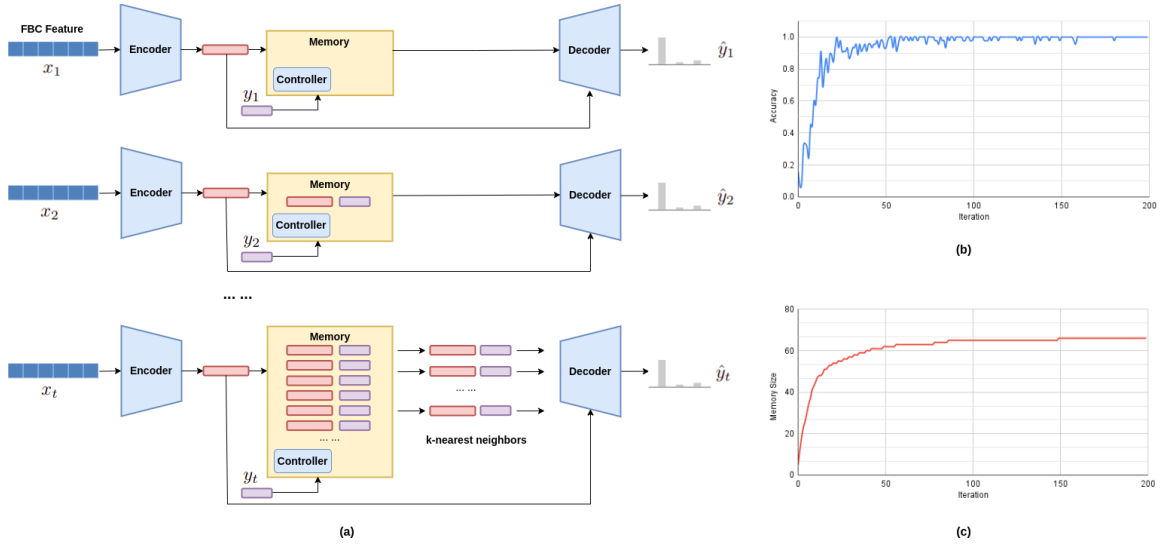 FBC Feature
x₁
Encoder
Memory
Controller
y₁
Decoder
ŷ₁
x₂
Encoder
Memory
Controller
y₂
Decoder
ŷ₂
... ...
xₜ
Encoder
Memory
... ...
Controller
yₜ
... ...
k-nearest neighbors
Decoder
ŷₜ
(a)
1.0
0.8
0.6
0.4
0.2
0.0
Accuracy
0 50 100 150 200
Iteration
(b)
80
60
40
20
0
Memory Size
0 50 100 150 200
Iteration
(c)